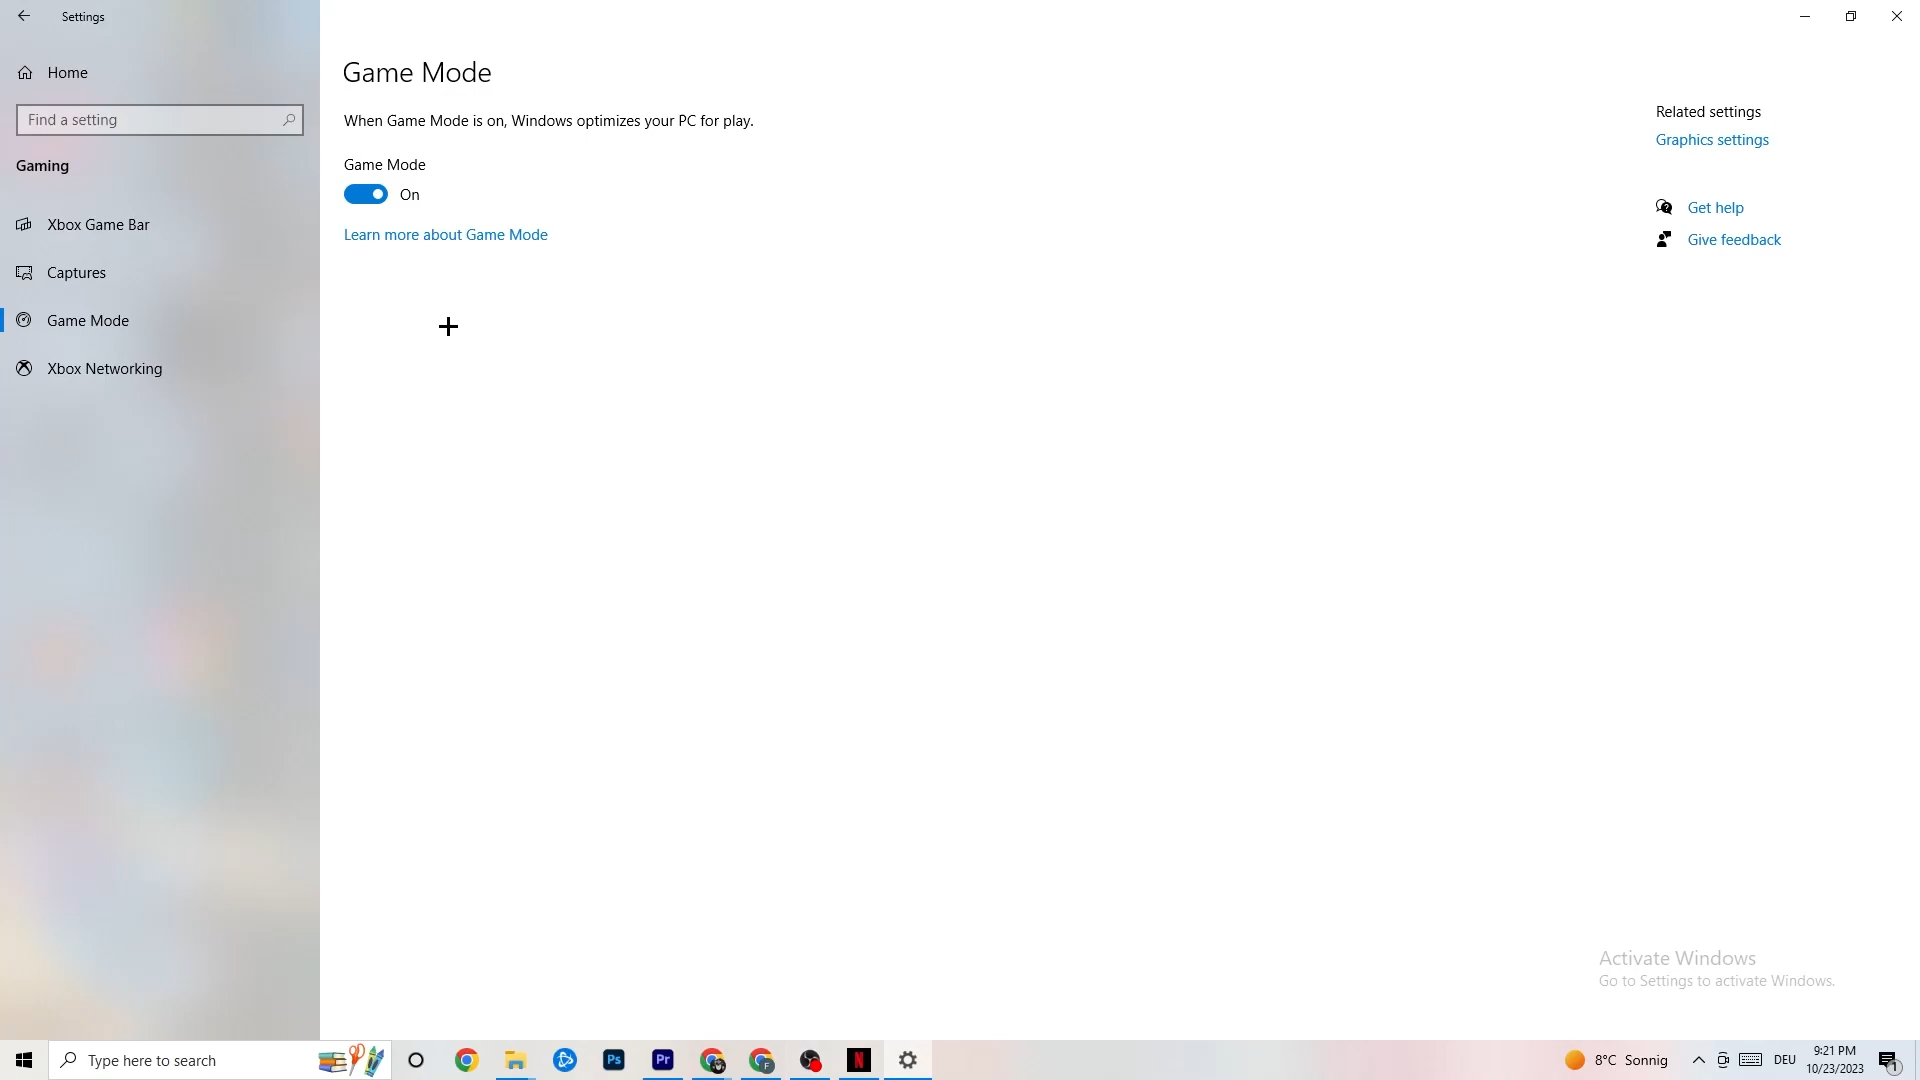 Settings
Home
Find a setting
Gaming
Xbox Game Bar
Captures
Game Mode
Xbox Networking
Game Mode
When Game Mode is on, Windows optimizes your PC for play.
Game Mode
On
Learn more about Game Mode
Related settings
Graphics settings
Get help
Give feedback
Activate Windows
Go to Settings to activate Windows.
Type here to search
Ps
Pr
F
N
8°C Sonnig
DEU
9:21 PM
10/23/2023
1